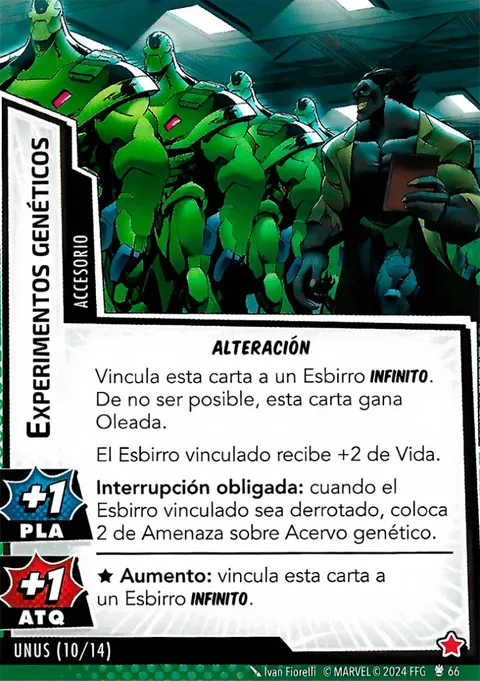 EXPERIMENTOS GENÉTICOS
ACCESORIO
ALTERACIÓN
Vincula esta carta a un Esbirro INFINITO.
De no ser posible, esta carta gana
Oleada.
El Esbirro vinculado recibe +2 de Vida.
+1
PLA
Interrupción obligada: cuando el
Esbirro vinculado sea derrotado, coloca
2 de Amenaza sobre Acervo genético.
+1
ATQ
★ Aumento: vincula esta carta a
un Esbirro INFINITO.
UNUS (10/14)
Ivan Fiorelli © MARVEL © 2024 FFG 66